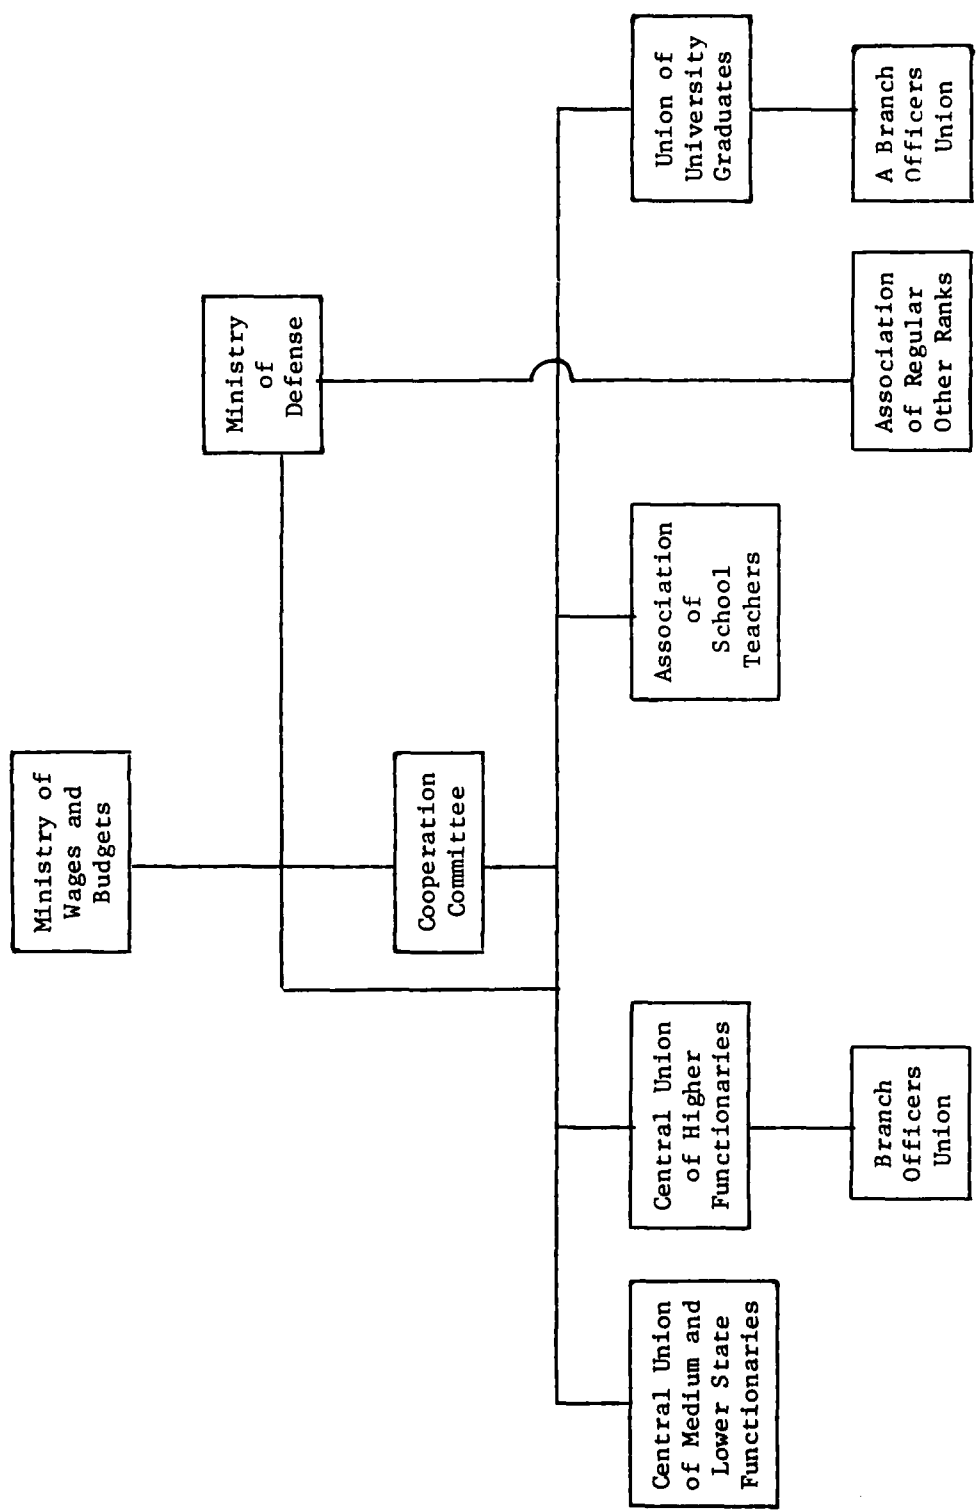 Ministry of
Wages and
Budgets
Ministry
of
Defense
Cooperation
Committee
Central Union
of Medium and
Lower State
Functionaries
Central Union
of Higher
Functionaries
Association
of
School
Teachers
Union of
University
Graduates
Branch
Officers
Union
Association
of Regular
Other Ranks
A Branch
Officers
Union